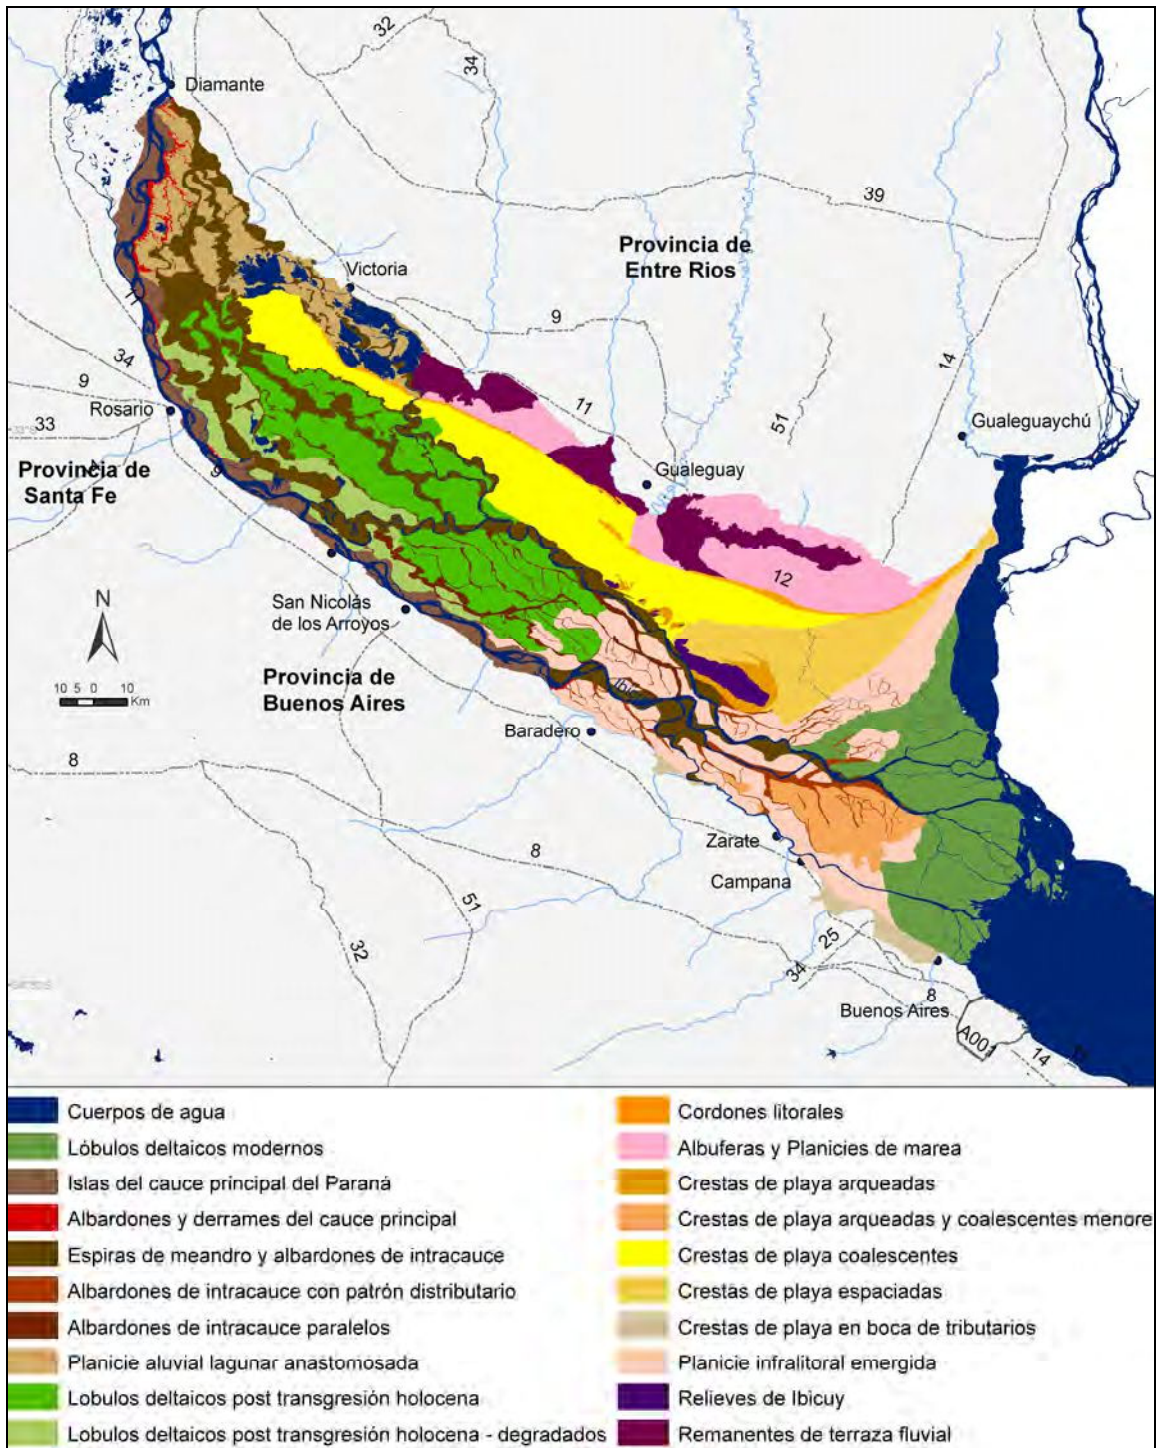 32
34
Diamante
39
Provincia de
Entre Rios
Victoria
9
14
11
34
9
Rosario
11
51
Gualeguaychú
33
Provincia de
Santa Fe
9
Gualeguay
12
N
San Nicolás
de los Arroyos
Provincia de
Buenos Aires
10 5 0 10
Km
Ibicuy
Baradero
8
Zarate
8
Campana
51
32
25
34
8
Buenos Aires
A001
14
Cuerpos de agua
Lóbulos deltaicos modernos
Islas del cauce principal del Paraná
Albardones y derrames del cauce principal
Espiras de meandro y albardones de intracauce
Albardones de intracauce con patrón distributario
Albardones de intracauce paralelos
Planicie aluvial lagunar anastomosada
Lobulos deltaicos post transgresión holocena
Lobulos deltaicos post transgresión holocena - degradados
Cordones litorales
Albuferas y Planicies de marea
Crestas de playa arqueadas
Crestas de playa arqueadas y coalescentes menore
Crestas de playa coalescentes
Crestas de playa espaciadas
Crestas de playa en boca de tributarios
Planicie infralitoral emergida
Relieves de Ibicuy
Remanentes de terraza fluvial